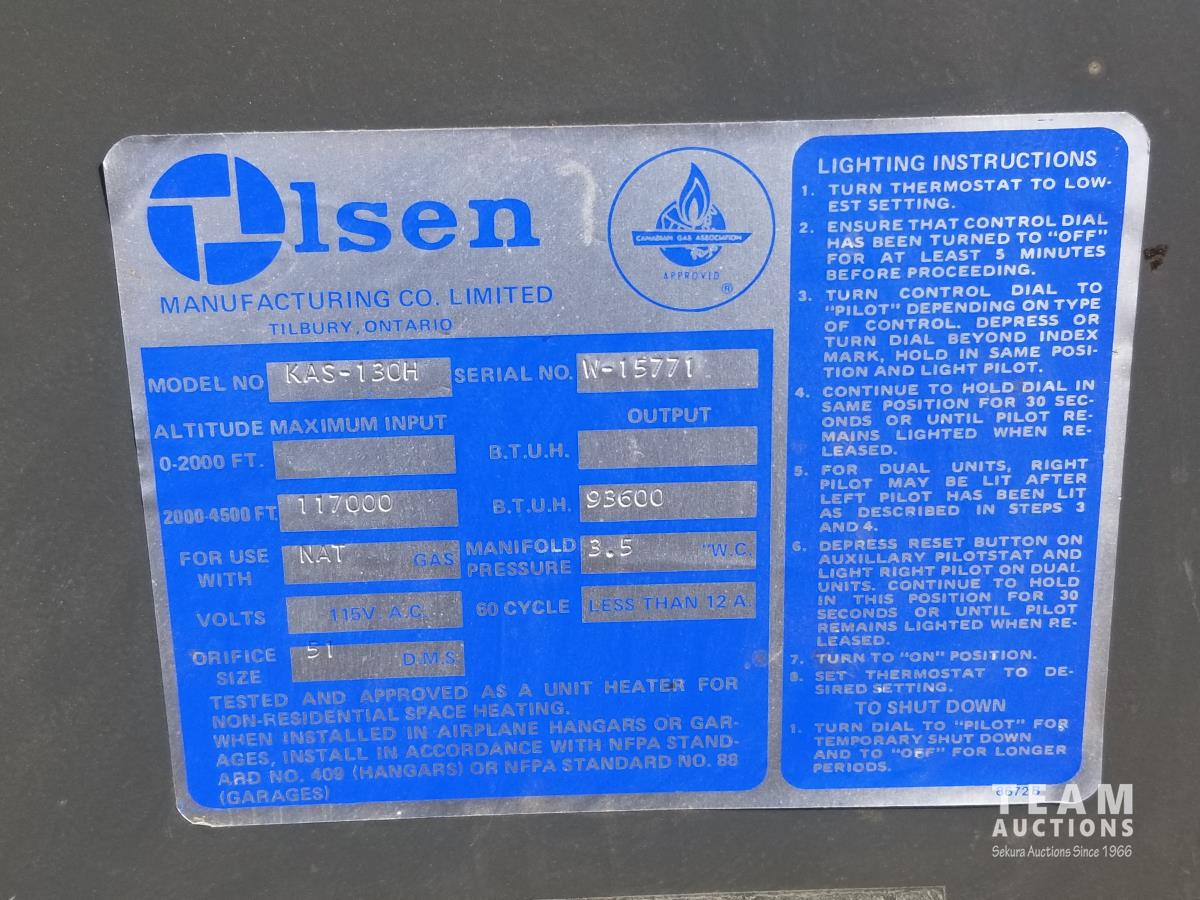 Olsen
MANUFACTURING CO. LIMITED
TILBURY, ONTARIO
CANADIAN GAS ASSOCIATION
APPROVED
®
MODEL NO KAS-130H SERIAL NO. W-15771
ALTITUDE MAXIMUM INPUT OUTPUT
0-2000 FT. B.T.U.H.
2000-4500 FT. 117000 B.T.U.H. 93600
FOR USE WITH NAT GAS MANIFOLD PRESSURE 3.5 "W.C.
VOLTS 115V. A.C. 60 CYCLE LESS THAN 12 A.
ORIFICE SIZE 51 D.M.S.
TESTED AND APPROVED AS A UNIT HEATER FOR
NON-RESIDENTIAL SPACE HEATING.
WHEN INSTALLED IN AIRPLANE HANGARS OR GAR-
AGES, INSTALL IN ACCORDANCE WITH NFPA STAND-
ARD NO. 409 (HANGARS) OR NFPA STANDARD NO. 88
(GARAGES)
LIGHTING INSTRUCTIONS
1. TURN THERMOSTAT TO LOW-
EST SETTING.
2. ENSURE THAT CONTROL DIAL
HAS BEEN TURNED TO "OFF"
FOR AT LEAST 5 MINUTES
BEFORE PROCEEDING.
3. TURN CONTROL DIAL TO
"PILOT" DEPENDING ON TYPE
OF CONTROL. DEPRESS OR
TURN DIAL BEYOND INDEX
MARK, HOLD IN SAME POSI-
TION AND LIGHT PILOT.
4. CONTINUE TO HOLD DIAL IN
SAME POSITION FOR 30 SEC-
ONDS OR UNTIL PILOT RE-
MAINS LIGHTED WHEN RE-
LEASED.
5. FOR DUAL UNITS, RIGHT
PILOT MAY BE LIT AFTER
LEFT PILOT HAS BEEN LIT
AS DESCRIBED IN STEPS 3
AND 4.
6. DEPRESS RESET BUTTON ON
AUXILLARY PILOTSTAT AND
LIGHT RIGHT PILOT ON DUAL
UNITS. CONTINUE TO HOLD
IN THIS POSITION FOR 30
SECONDS OR UNTIL PILOT
REMAINS LIGHTED WHEN RE-
LEASED.
7. TURN TO "ON" POSITION.
8. SET THERMOSTAT TO DE-
SIRED SETTING.
TO SHUT DOWN
1. TURN DIAL TO "PILOT" FOR
TEMPORARY SHUT DOWN
AND TO "OFF" FOR LONGER
PERIODS.
TEAM
AUCTIONS
Sekura Auctions Since 1966